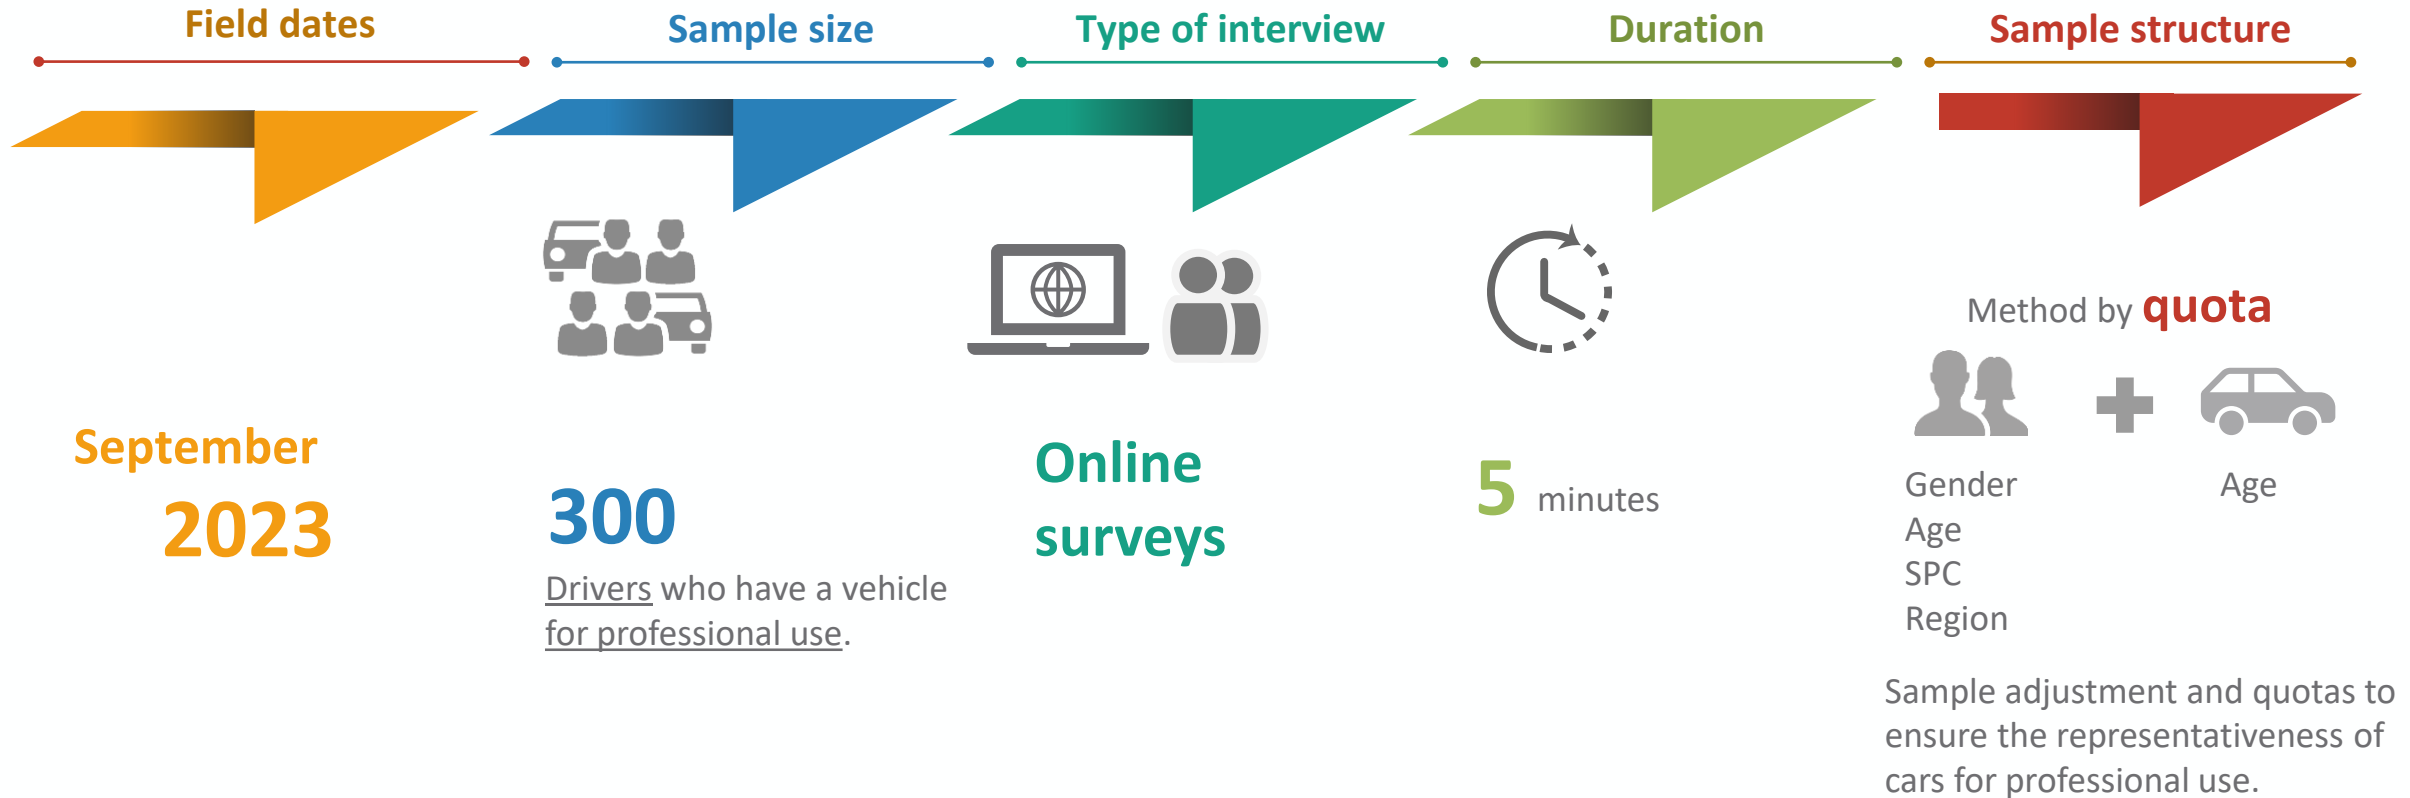 Field dates
Sample size
Type of interview
Duration
Sample structure
September
2023
300
Drivers who have a vehicle
for professional use.
Online
surveys
5 minutes
Method by quota
Gender
Age
SPC
Region
Age
Sample adjustment and quotas to
ensure the representativeness of
cars for professional use.